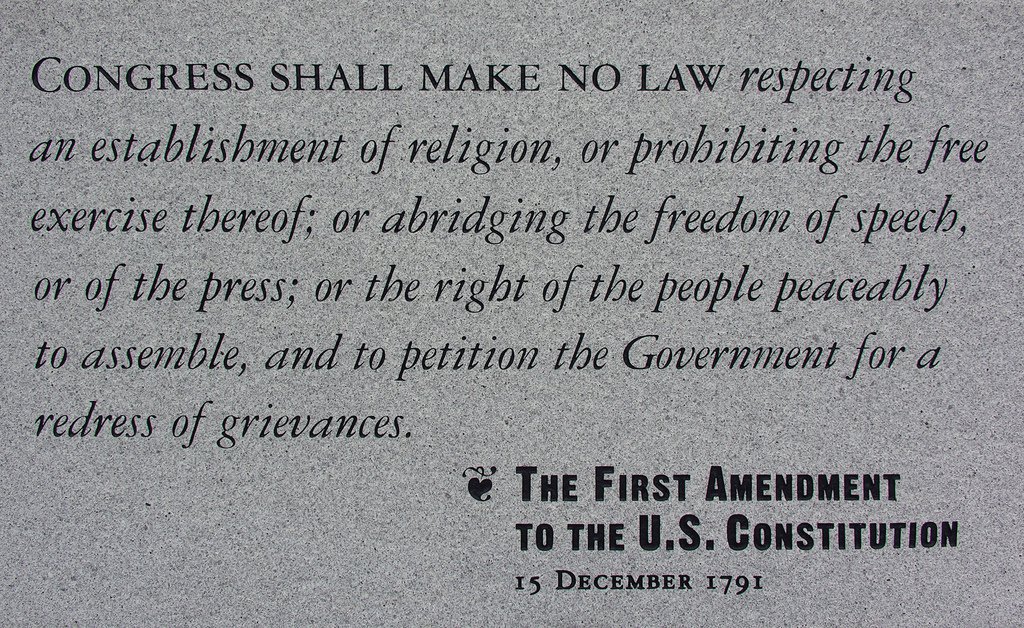 CONGRESS SHALL MAKE NO LAW respecting
an establishment of religion, or prohibiting the free
exercise thereof; or abridging the freedom of speech,
or of the press; or the right of the people peaceably
to assemble, and to petition the Government for a
redress of grievances.
❦ THE FIRST AMENDMENT
TO THE U.S. CONSTITUTION
15 DECEMBER 1791